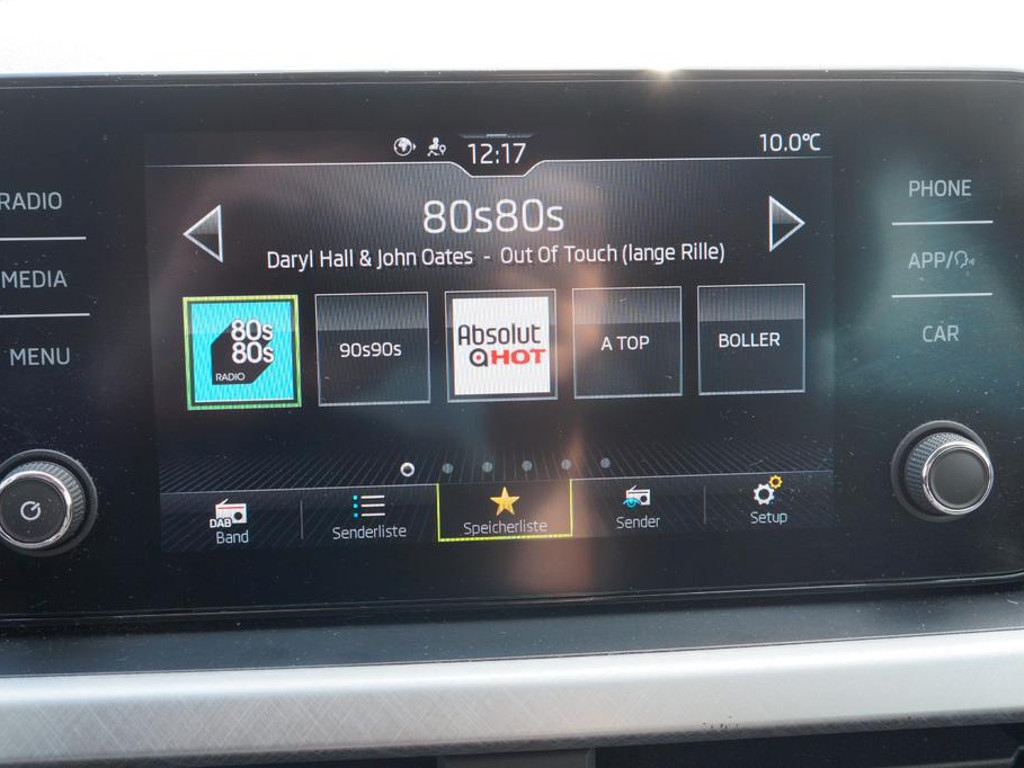 12:17
10.0°C
RADIO
MEDIA
MENU
80s80s
Daryl Hall & John Oates - Out Of Touch (lange Rille)
80s
80s
RADIO
90s90s
Absolut
HOT
A TOP
BOLLER
PHONE
APP/
CAR
DAB
Band
Senderliste
Speicherliste
Sender
Setup